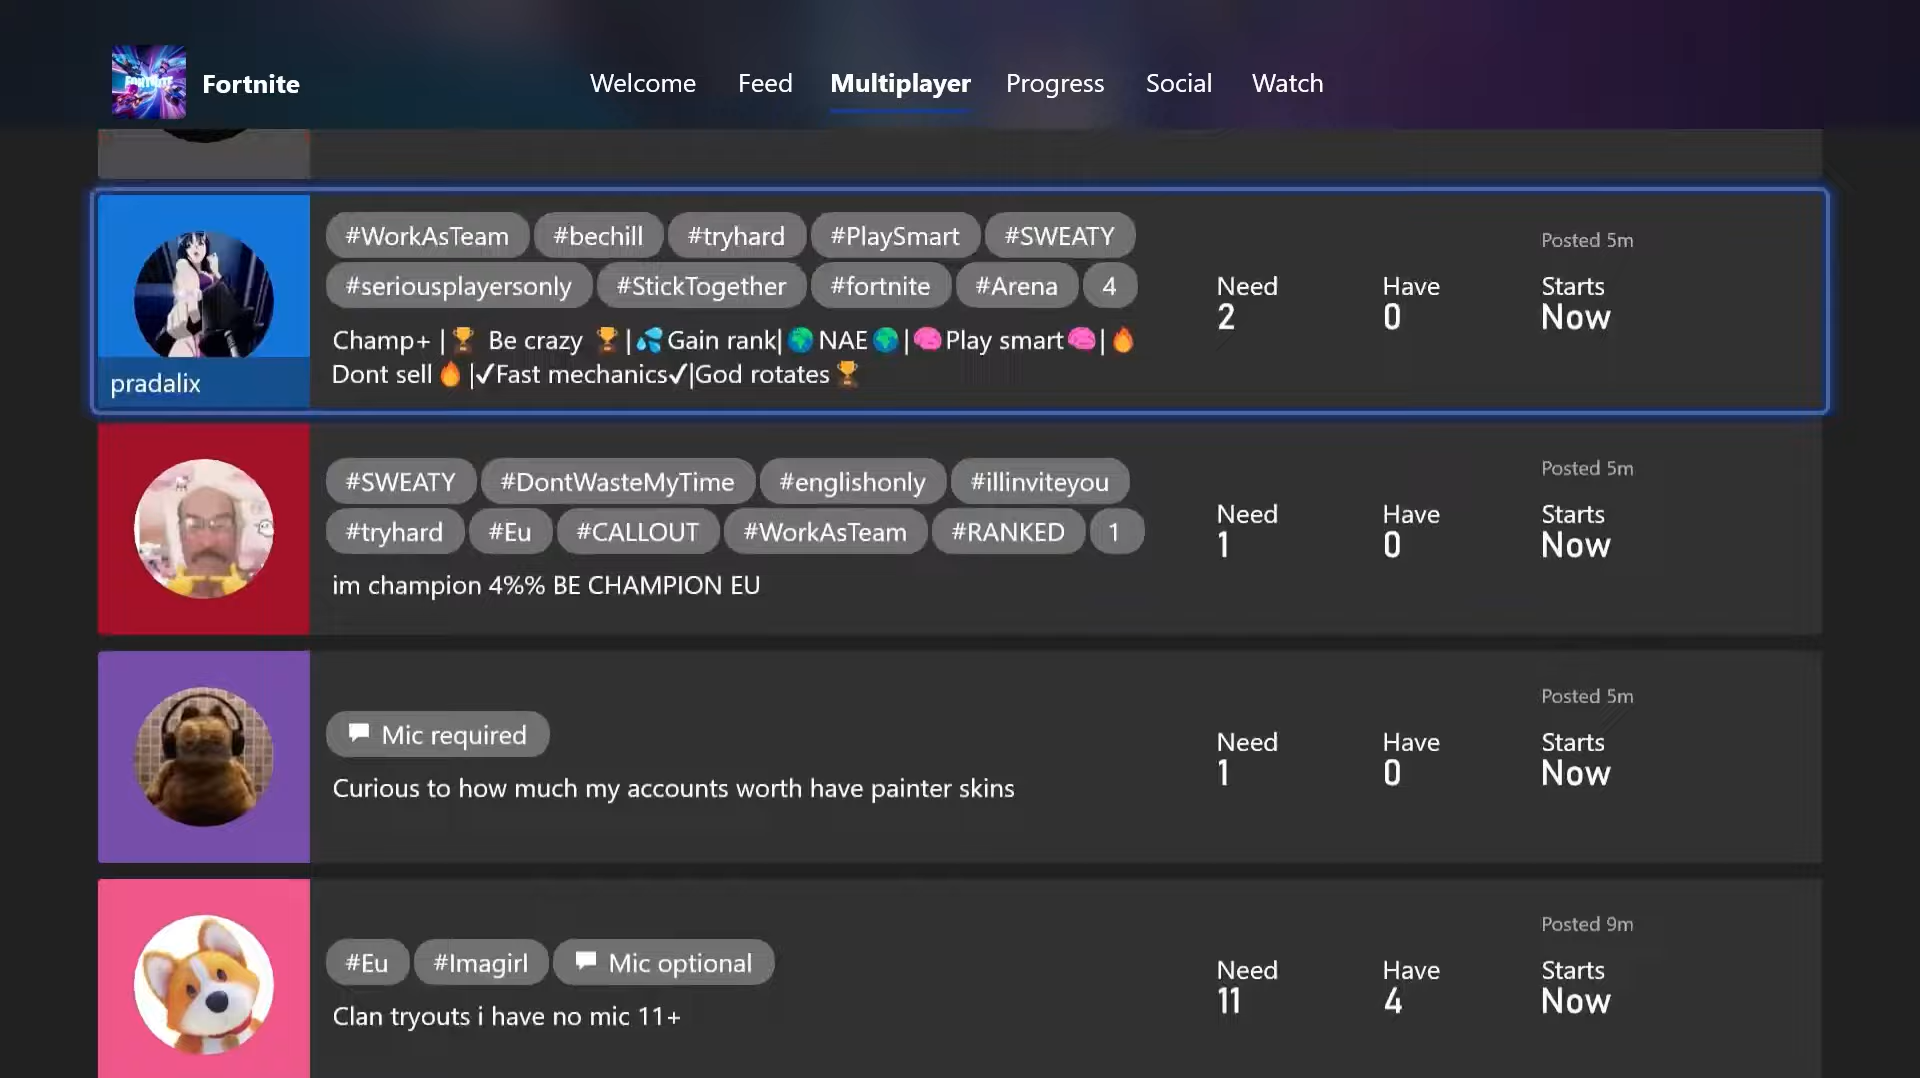 FORTNITE
Fortnite
Welcome Feed Multiplayer Progress Social Watch
#WorkAsTeam #bechill #tryhard #PlaySmart #SWEATY
#seriousplayersonly #StickTogether #fortnite #Arena 4
Champ+ |🏆 Be crazy 🏆|💦Gain rank|🌍NAE🌍|🧠Play smart🧠|🔥
Dont sell🔥|✓Fast mechanics✓|God rotates🏆
pradalix
Need
2
Have
0
Posted 5m
Starts
Now
#SWEATY #DontWasteMyTime #englishonly #illinviteyou
#tryhard #Eu #CALLOUT #WorkAsTeam #RANKED 1
im champion 4%% BE CHAMPION EU
Need
1
Have
0
Posted 5m
Starts
Now
Mic required
Curious to how much my accounts worth have painter skins
Need
1
Have
0
Posted 5m
Starts
Now
#Eu #Imagirl Mic optional
Clan tryouts i have no mic 11+
Need
11
Have
4
Posted 9m
Starts
Now